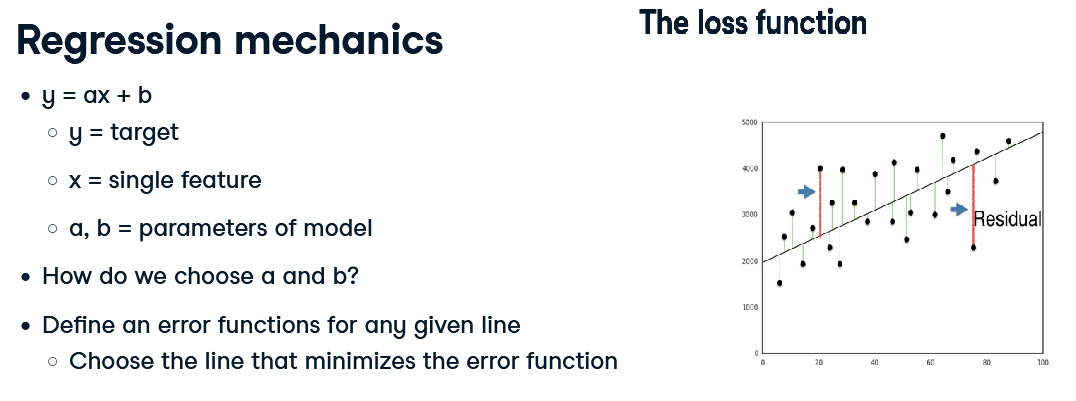 Regression mechanics
• y = ax + b
○ y = target
○ x = single feature
○ a, b = parameters of model
• How do we choose a and b?
• Define an error functions for any given line
○ Choose the line that minimizes the error function
The loss function
5000
4000
3000
2000
1000
0
Residual
0 20 40 60 80 100